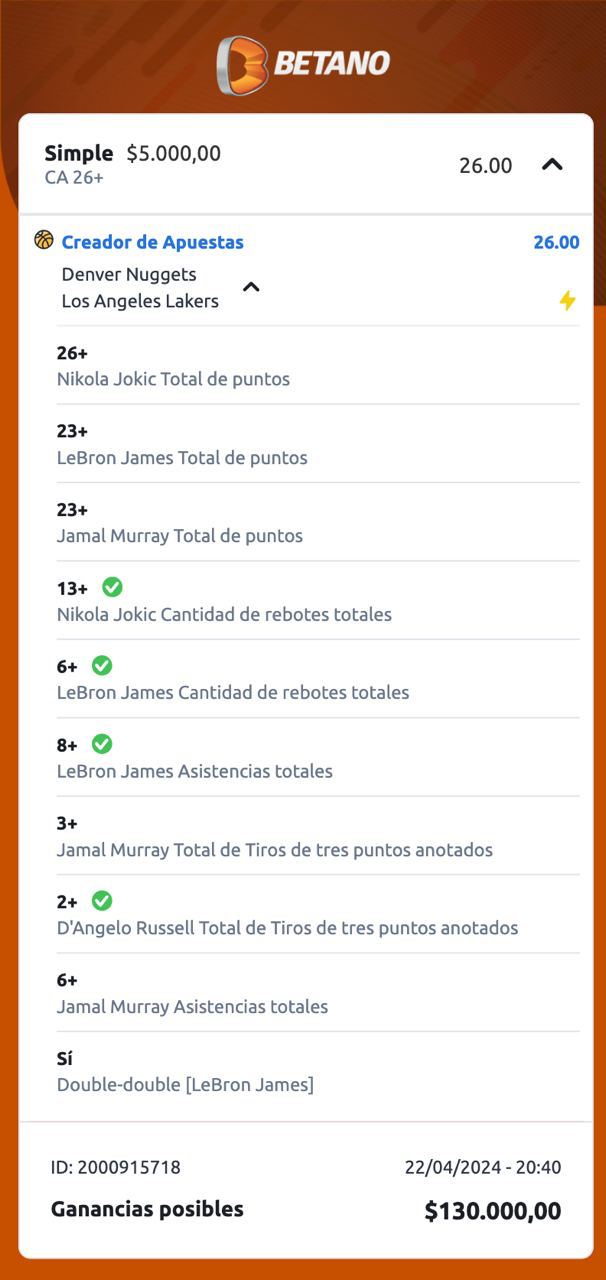 BETANO
Simple $5.000,00
26.00
CA 26+
Creador de Apuestas 26.00
Denver Nuggets
Los Angeles Lakers
26+
Nikola Jokic Total de puntos
23+
LeBron James Total de puntos
23+
Jamal Murray Total de puntos
13+
Nikola Jokic Cantidad de rebotes totales
6+
LeBron James Cantidad de rebotes totales
8+
LeBron James Asistencias totales
3+
Jamal Murray Total de Tiros de tres puntos anotados
2+
D'Angelo Russell Total de Tiros de tres puntos anotados
6+
Jamal Murray Asistencias totales
Sí
Double-double [LeBron James]
ID: 2000915718 22/04/2024 - 20:40
Ganancias posibles $130.000,00